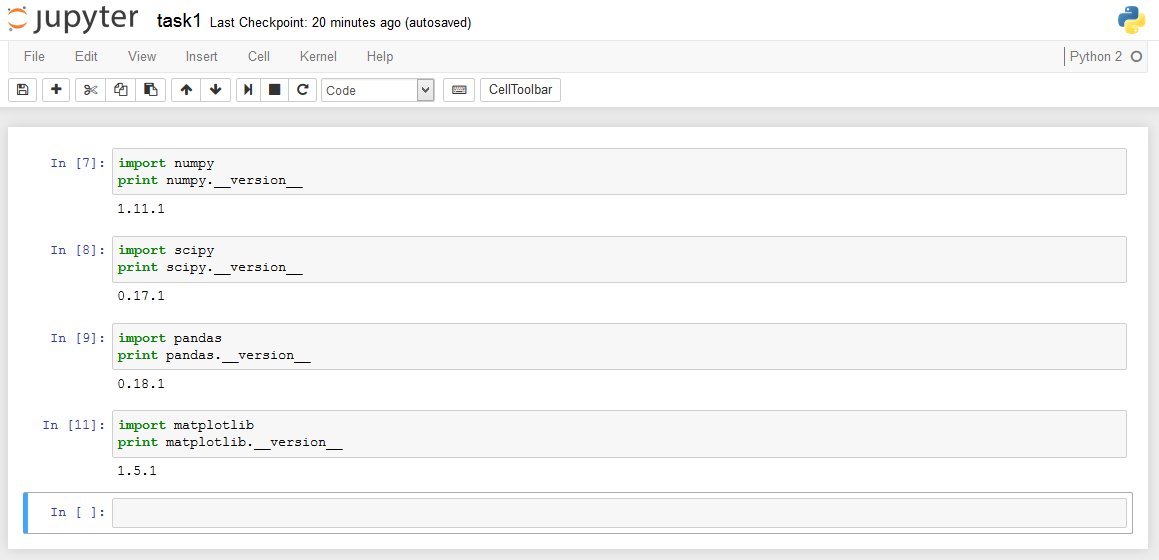 jupyter task1 Last Checkpoint: 20 minutes ago (autosaved)
File Edit View Insert Cell Kernel Help Python 2
Code CellToolbar
In [7]: import numpy
print numpy.__version__
1.11.1
In [8]: import scipy
print scipy.__version__
0.17.1
In [9]: import pandas
print pandas.__version__
0.18.1
In [11]: import matplotlib
print matplotlib.__version__
1.5.1
In [ ]: